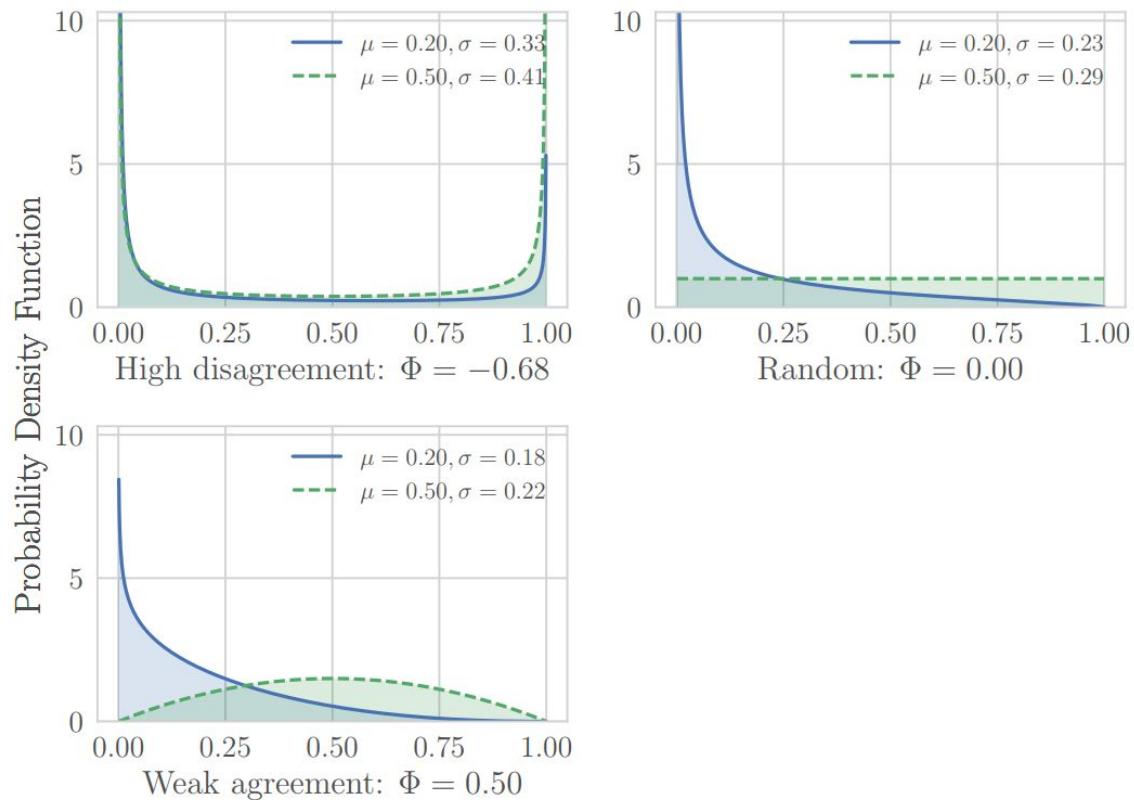 Probability Density Function
10
5
0
μ = 0.20, σ = 0.33
μ = 0.50, σ = 0.41
0.00 0.25 0.50 0.75 1.00
High disagreement: Φ = −0.68
10
5
0
μ = 0.20, σ = 0.23
μ = 0.50, σ = 0.29
0.00 0.25 0.50 0.75 1.00
Random: Φ = 0.00
10
5
0
μ = 0.20, σ = 0.18
μ = 0.50, σ = 0.22
0.00 0.25 0.50 0.75 1.00
Weak agreement: Φ = 0.50